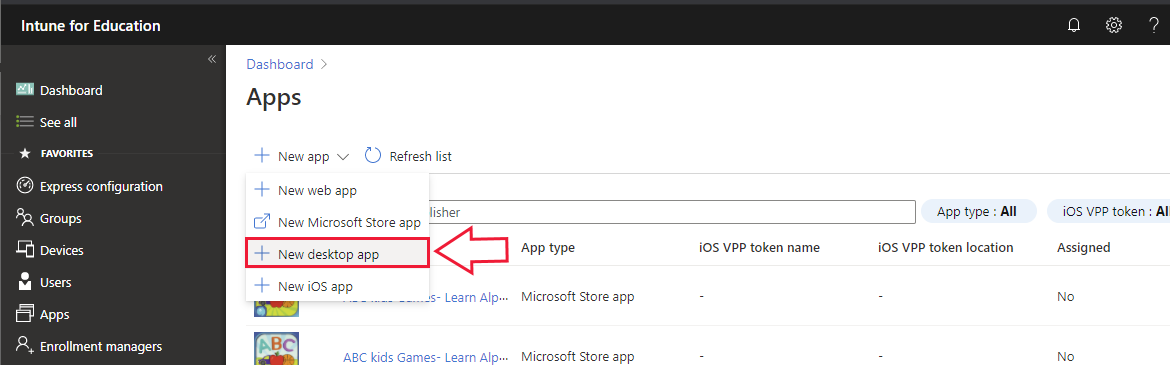 Intune for Education
Dashboard
See all
FAVORITES
Express configuration
Groups
Devices
Users
Apps
Enrollment managers
Dashboard
Apps
New app
Refresh list
New web app
New Microsoft Store app
New desktop app
New iOS app
lisher
App type : All
iOS VPP token : All
App type
iOS VPP token name
iOS VPP token location
Assigned
ABC kids Games- Learn Alp...
Microsoft Store app
-
-
No
ABC
ABC kids Games- Learn Alp...
Microsoft Store app
-
-
No